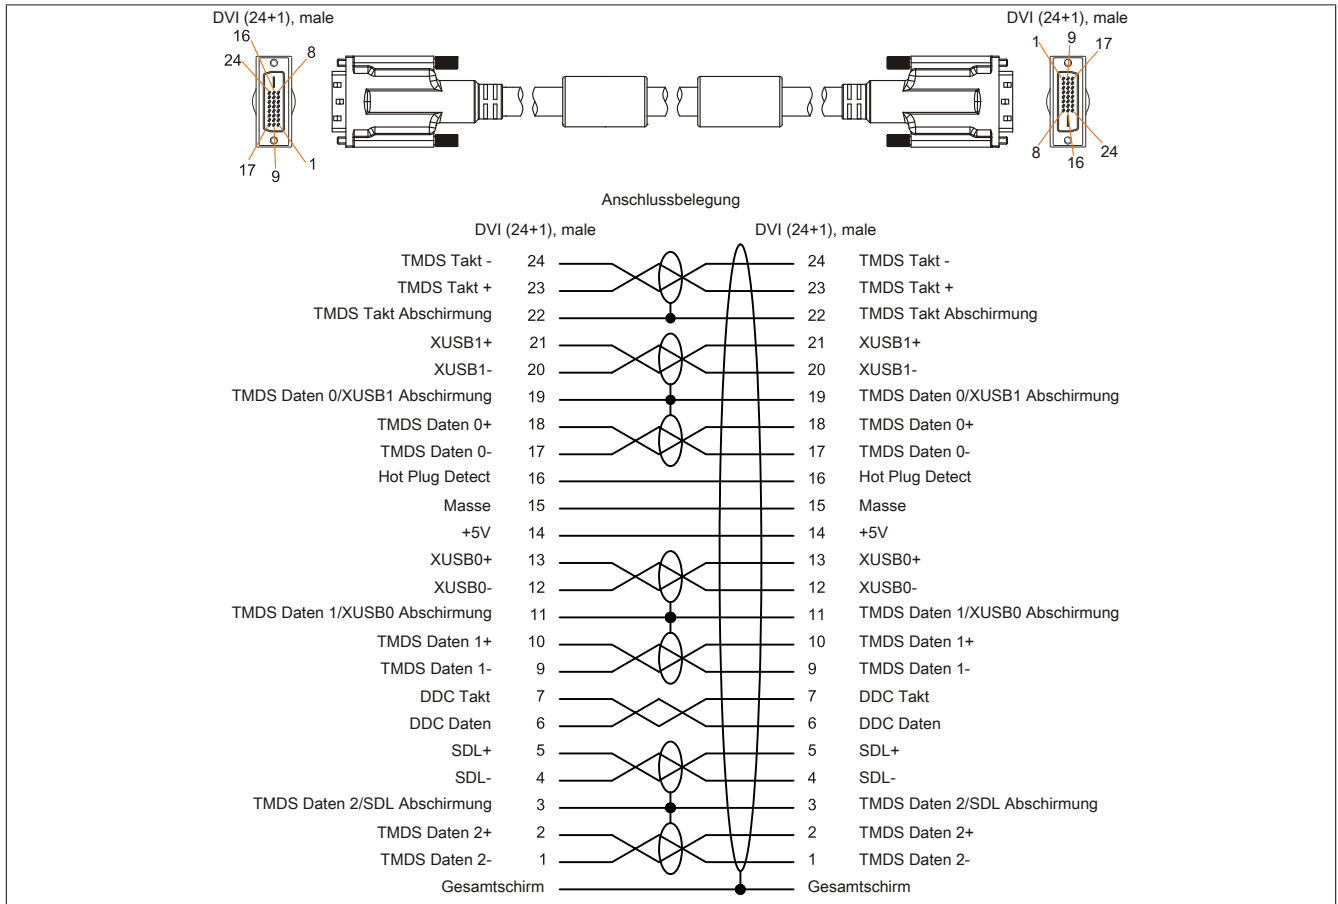 DVI (24+1), male DVI (24+1), male
16 8 24 17 9 1
1 9 17 8 16 24
Anschlussbelegung
DVI (24+1), male DVI (24+1), male
TMDS Takt - 24 24 TMDS Takt -
TMDS Takt + 23 23 TMDS Takt +
TMDS Takt Abschirmung 22 22 TMDS Takt Abschirmung
XUSB1+ 21 21 XUSB1+
XUSB1- 20 20 XUSB1-
TMDS Daten 0/XUSB1 Abschirmung 19 19 TMDS Daten 0/XUSB1 Abschirmung
TMDS Daten 0+ 18 18 TMDS Daten 0+
TMDS Daten 0- 17 17 TMDS Daten 0-
Hot Plug Detect 16 16 Hot Plug Detect
Masse 15 15 Masse
+5V 14 14 +5V
XUSB0+ 13 13 XUSB0+
XUSB0- 12 12 XUSB0-
TMDS Daten 1/XUSB0 Abschirmung 11 11 TMDS Daten 1/XUSB0 Abschirmung
TMDS Daten 1+ 10 10 TMDS Daten 1+
TMDS Daten 1- 9 9 TMDS Daten 1-
DDC Takt 7 7 DDC Takt
DDC Daten 6 6 DDC Daten
SDL+ 5 5 SDL+
SDL- 4 4 SDL-
TMDS Daten 2/SDL Abschirmung 3 3 TMDS Daten 2/SDL Abschirmung
TMDS Daten 2+ 2 2 TMDS Daten 2+
TMDS Daten 2- 1 1 TMDS Daten 2-
Gesamtschirm Gesamtschirm